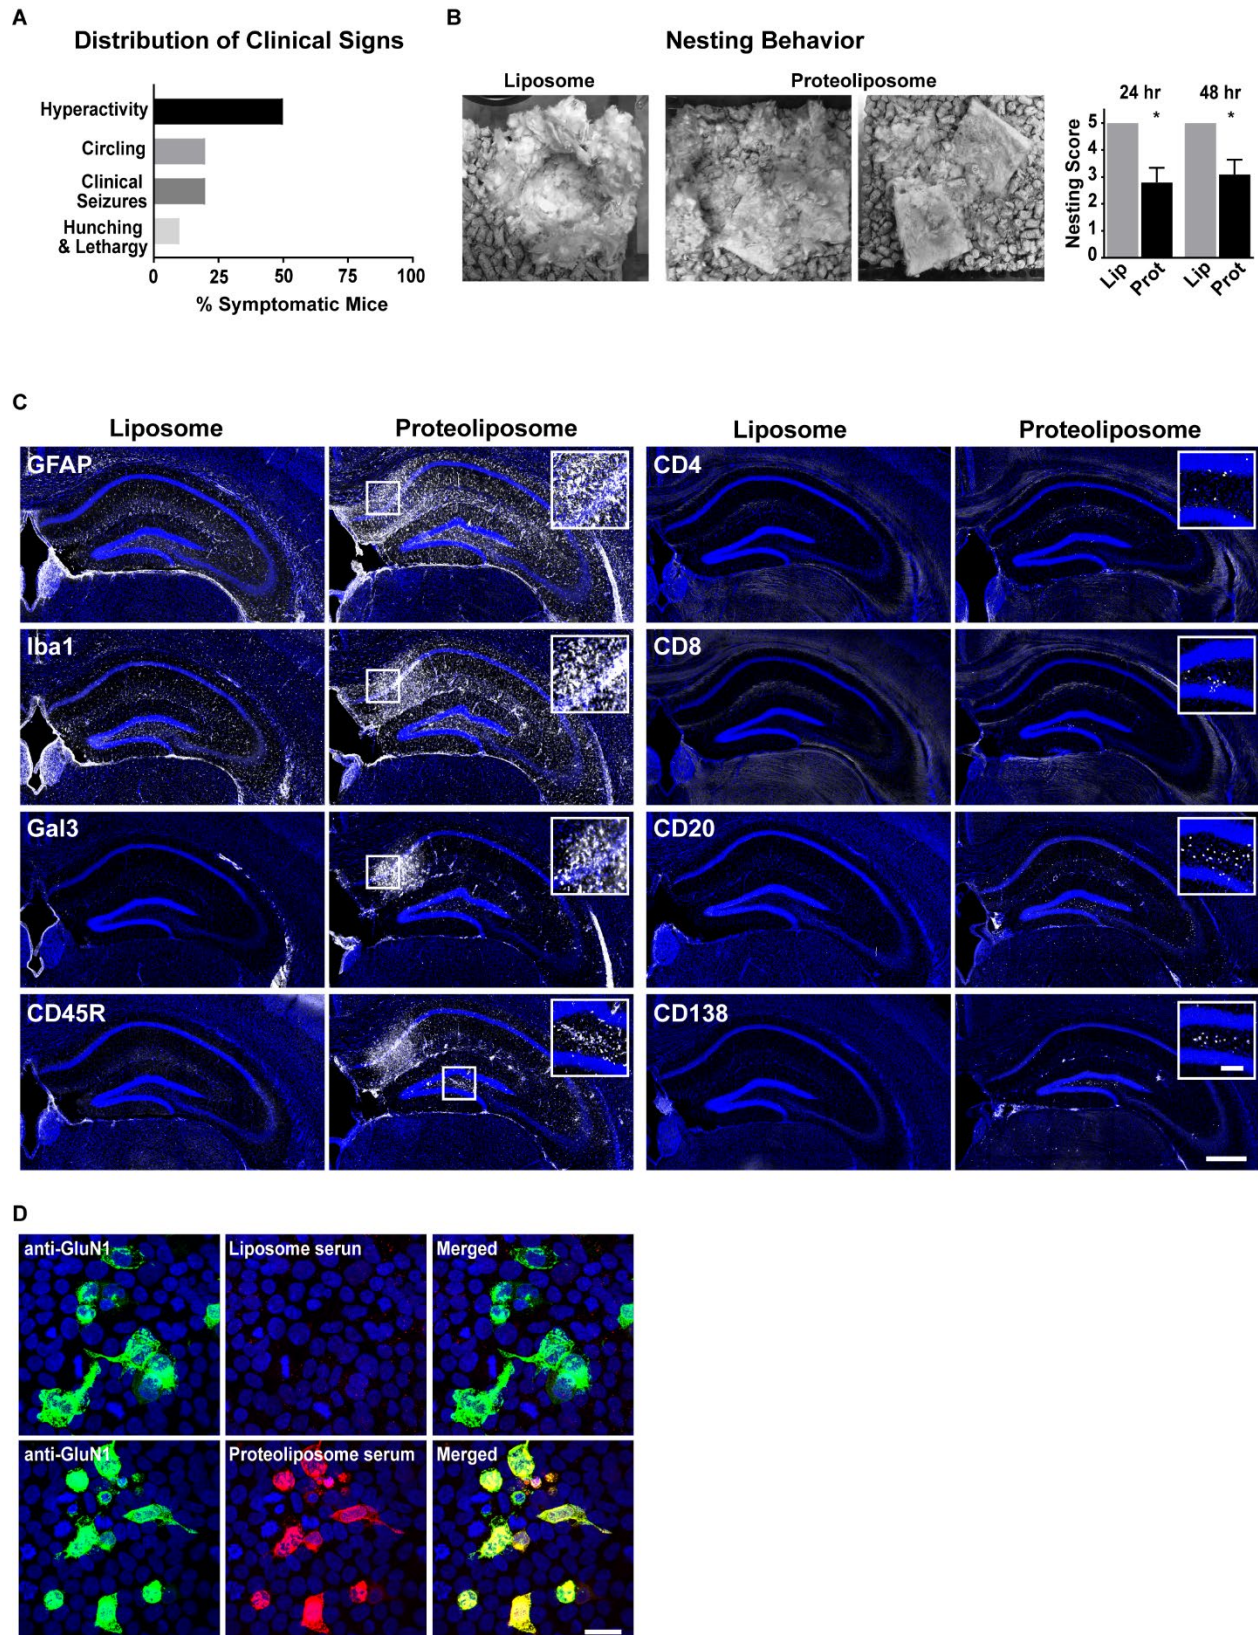 A
Distribution of Clinical Signs
Hyperactivity
Circling
Clinical
Seizures
Hunching
& Lethargy
0 25 50 75 100
% Symptomatic Mice
B
Nesting Behavior
Liposome
Proteoliposome
24 hr
48 hr
*
*
Nesting Score
5
4
3
2
1
0
Lip
Prot
Lip
Prot
C
Liposome
Proteoliposome
Liposome
Proteoliposome
GFAP
CD4
Iba1
CD8
Gal3
CD20
CD45R
CD138
D
anti-GluN1
Liposome serun
Merged
anti-GluN1
Proteoliposome serum
Merged